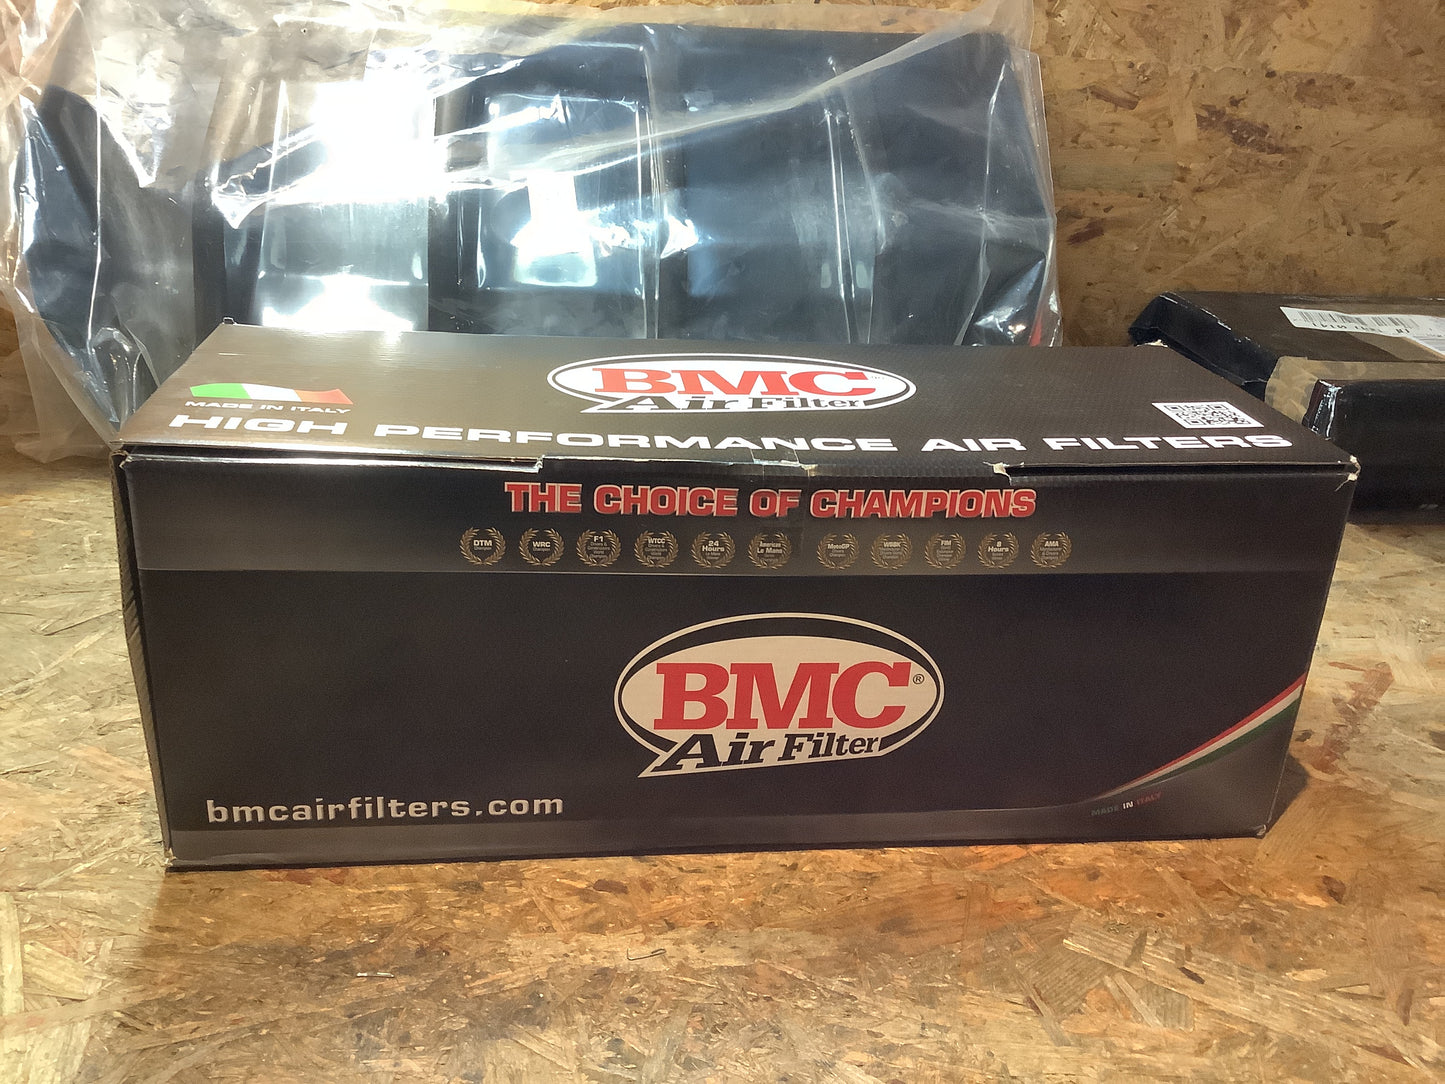 BMC
Air Filter
MADE IN ITALY
HIGH PERFORMANCE AIR FILTERS
THE CHOICE OF CHAMPIONS
DTM
WRC
F1
WTCC
24
Hours
American
Le Mans
MotoGP
WSBK
FIM
8
Hours
AMA
BMC®
Air Filter
bmcairfilters.com
MADE IN ITALY